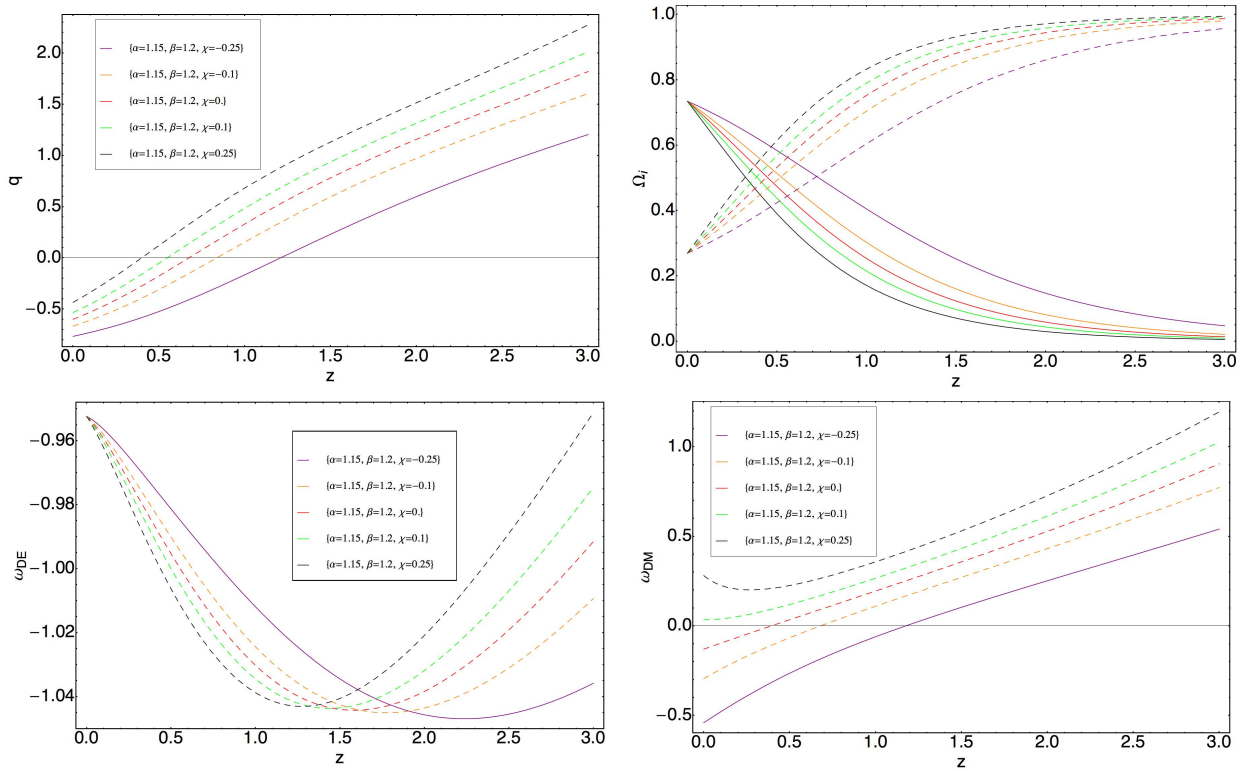 {α=1.15, β=1.2, χ=−0.25}
{α=1.15, β=1.2, χ=−0.1}
{α=1.15, β=1.2, χ=0.}
{α=1.15, β=1.2, χ=0.1}
{α=1.15, β=1.2, χ=0.25}
2.0
1.5
1.0
0.5
0.0
−0.5
q
0.0 0.5 1.0 1.5 2.0 2.5 3.0
z
1.0
0.8
0.6
0.4
0.2
0.0
Ωᵢ
0.0 0.5 1.0 1.5 2.0 2.5 3.0
z
−0.96
−0.98
−1.00
−1.02
−1.04
ω_DE
{α=1.15, β=1.2, χ=−0.25}
{α=1.15, β=1.2, χ=−0.1}
{α=1.15, β=1.2, χ=0.}
{α=1.15, β=1.2, χ=0.1}
{α=1.15, β=1.2, χ=0.25}
0.0 0.5 1.0 1.5 2.0 2.5 3.0
z
{α=1.15, β=1.2, χ=−0.25}
{α=1.15, β=1.2, χ=−0.1}
{α=1.15, β=1.2, χ=0.}
{α=1.15, β=1.2, χ=0.1}
{α=1.15, β=1.2, χ=0.25}
1.0
0.5
0.0
−0.5
ω_DM
0.0 0.5 1.0 1.5 2.0 2.5 3.0
z